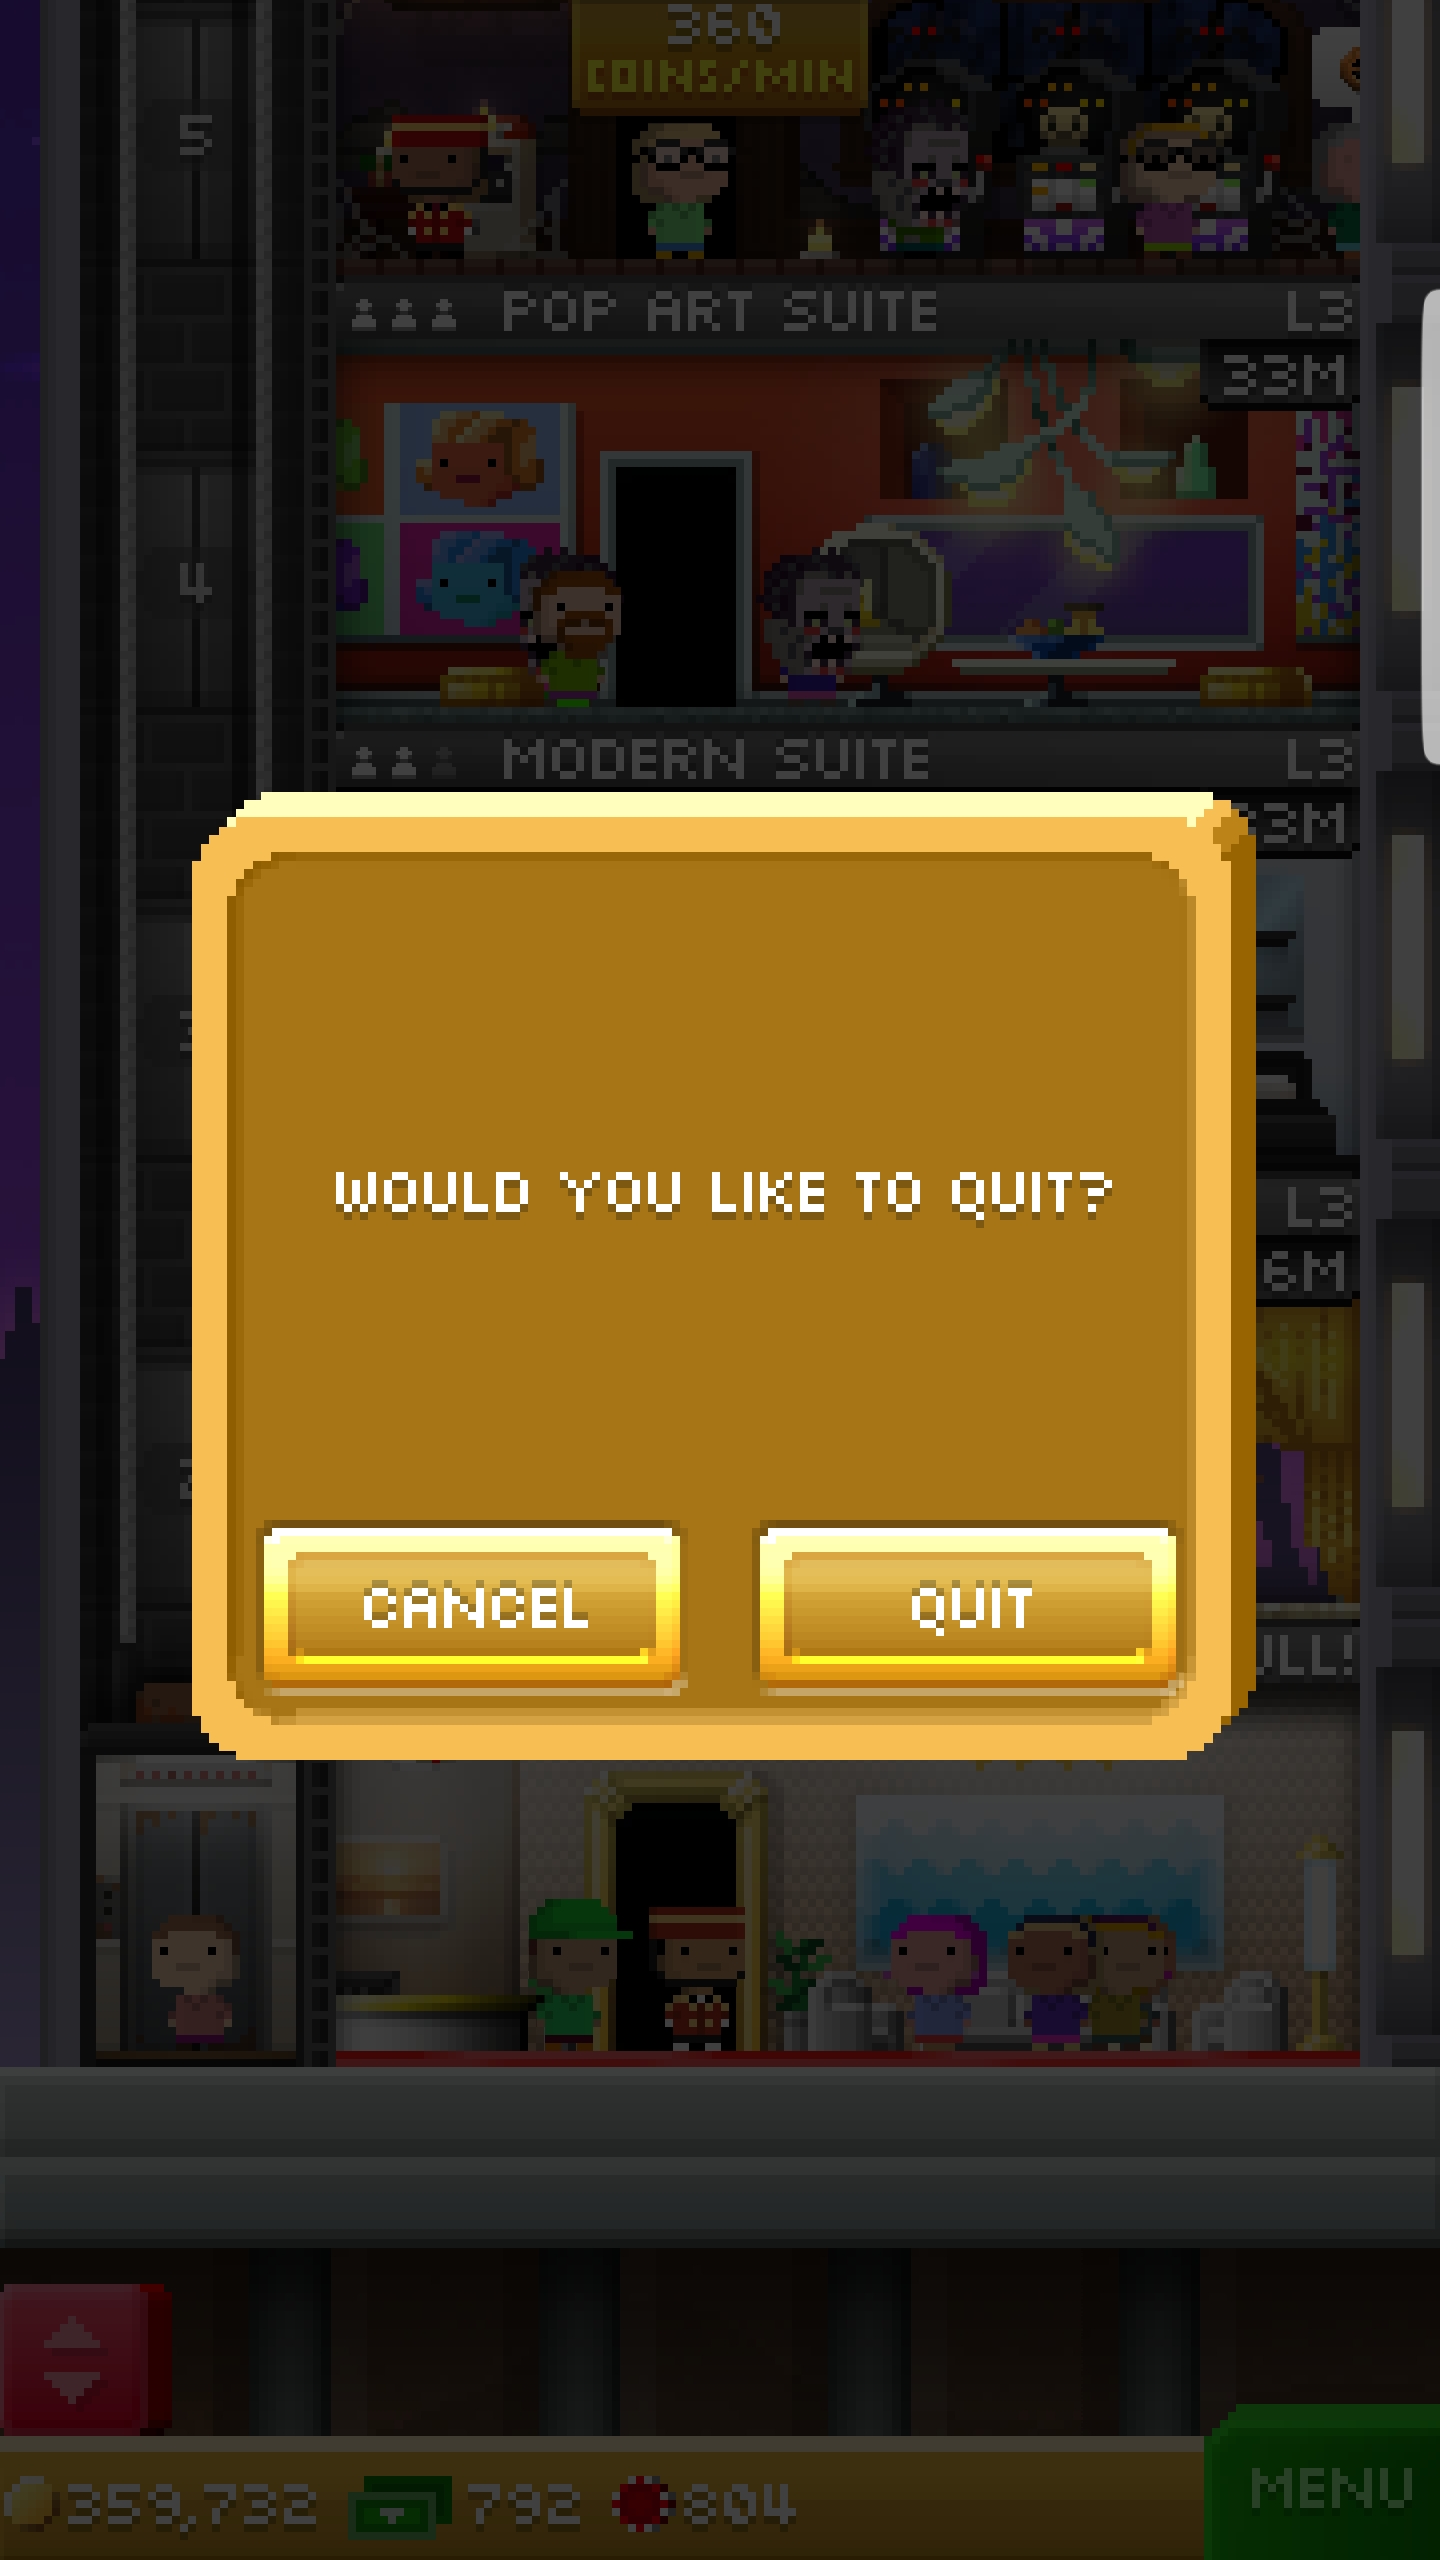 360
COINS/MIN
5
POP ART SUITE L3
33M
4
MODERN SUITE L3
L3
WOULD YOU LIKE TO QUIT?
CANCEL QUIT
359,732 792 804
MENU